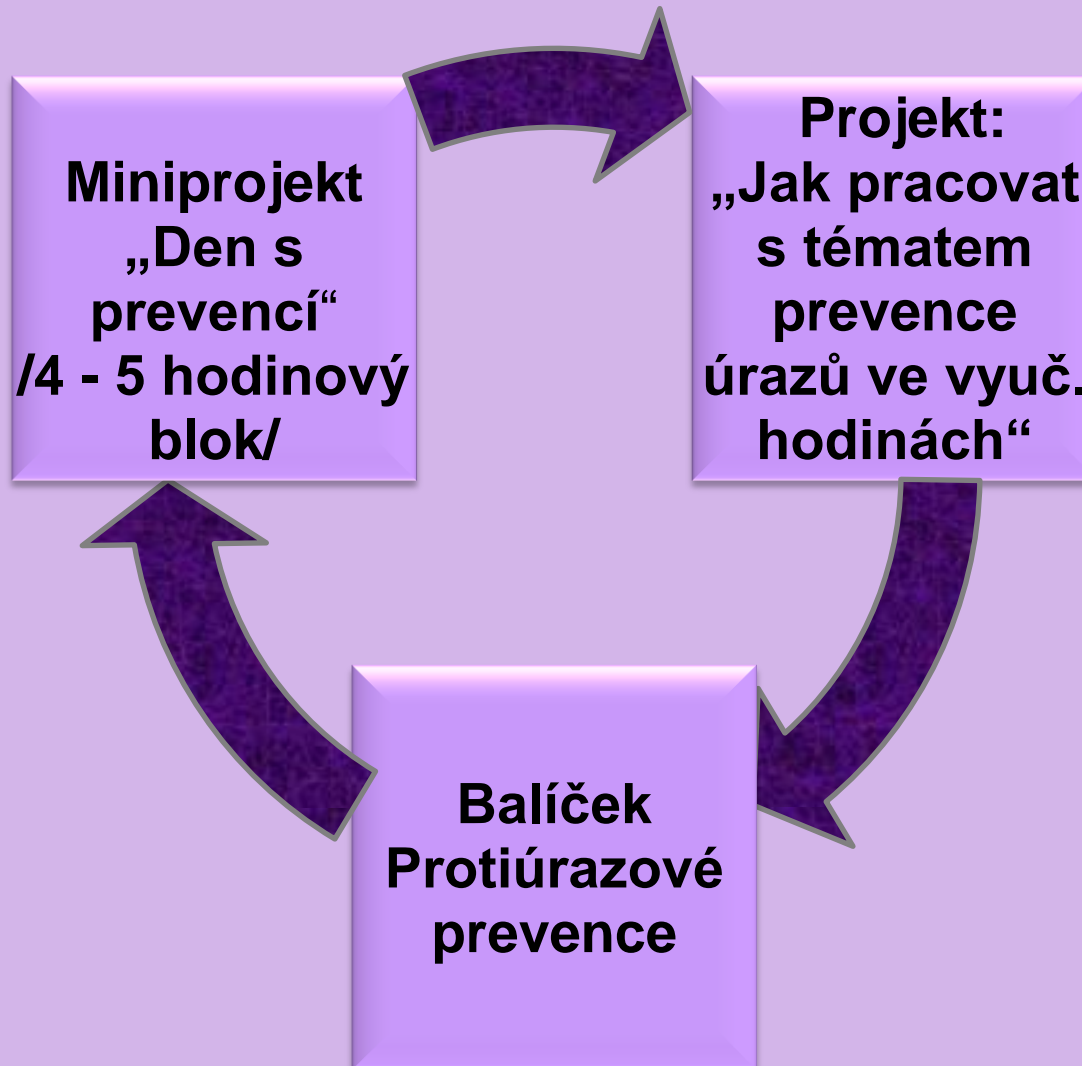 Miniprojekt
„Den s
prevencí“
/4 - 5 hodinový
blok/
Projekt:
„Jak pracovat
s tématem
prevence
úrazů ve vyuč.
hodinách“
Balíček
Protiúrazové
prevence